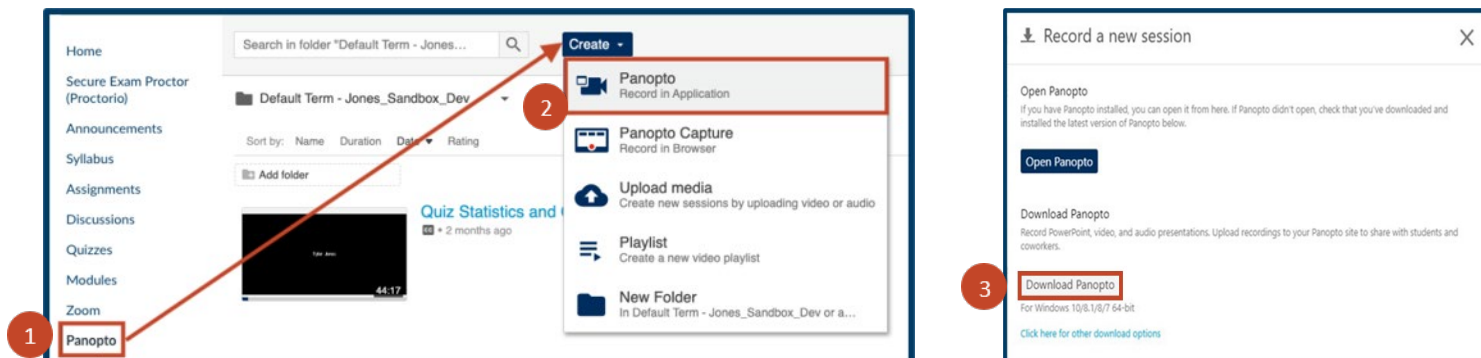 Home
Secure Exam Proctor
(Proctorio)
Announcements
Syllabus
Assignments
Discussions
Quizzes
Modules
Zoom
1
Panopto
Search in folder "Default Term - Jones...
Create
Default Term - Jones_Sandbox_Dev
Sort by: Name Duration Date Rating
Add folder
Quiz Statistics and
2 months ago
44:17
2
Panopto
Record in Application
Panopto Capture
Record in Browser
Upload media
Create new sessions by uploading video or audio
Playlist
Create a new video playlist
New Folder
In Default Term - Jones_Sandbox_Dev or a...
Record a new session
X
Open Panopto
If you have Panopto installed, you can open it from here. If Panopto didn't open, check that you've downloaded and
installed the latest version of Panopto below.
Open Panopto
Download Panopto
Record PowerPoint, video, and audio presentations. Upload recordings to your Panopto site to share with students and
coworkers.
3
Download Panopto
For Windows 10/8.1/8/7 64-bit
Click here for other download options